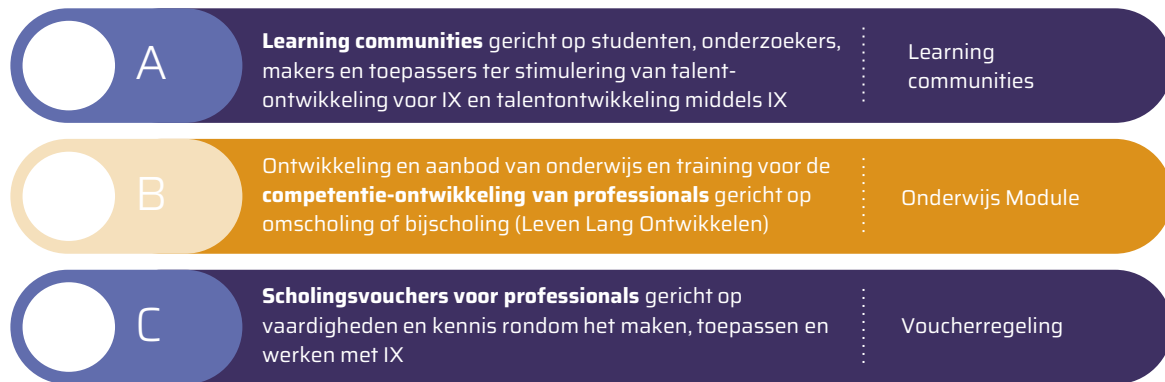 A
Learning communities gericht op studenten, onderzoekers,
makers en toepassers ter stimulering van talent-
ontwikkeling voor IX en talentontwikkeling middels IX
Learning
communities
B
Ontwikkeling en aanbod van onderwijs en training voor de
competentie-ontwikkeling van professionals gericht op
omscholing of bijscholing (Leven Lang Ontwikkelen)
Onderwijs Module
C
Scholingsvouchers voor professionals gericht op
vaardigheden en kennis rondom het maken, toepassen en
werken met IX
Voucherregeling